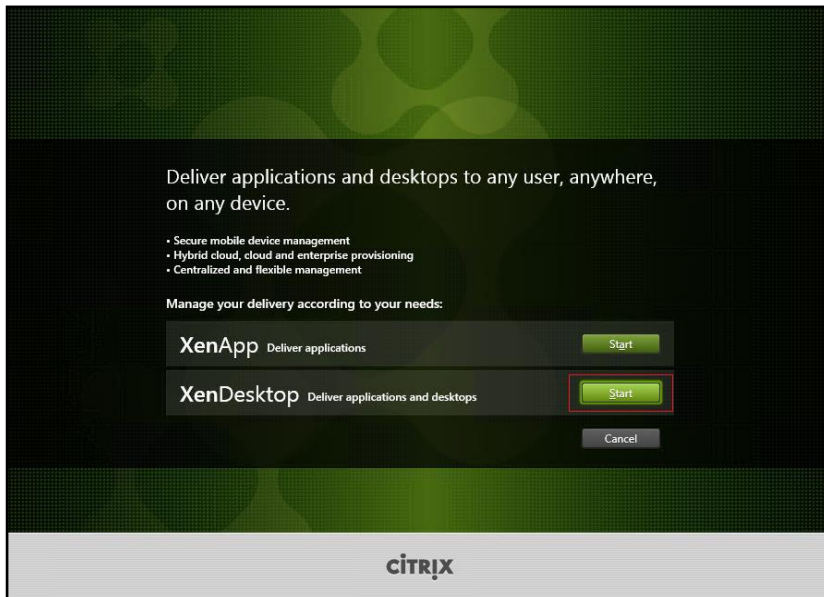 Deliver applications and desktops to any user, anywhere,
on any device.
• Secure mobile device management
• Hybrid cloud, cloud and enterprise provisioning
• Centralized and flexible management
Manage your delivery according to your needs:
XenApp Deliver applications Start
XenDesktop Deliver applications and desktops Start
Cancel
CITRIX